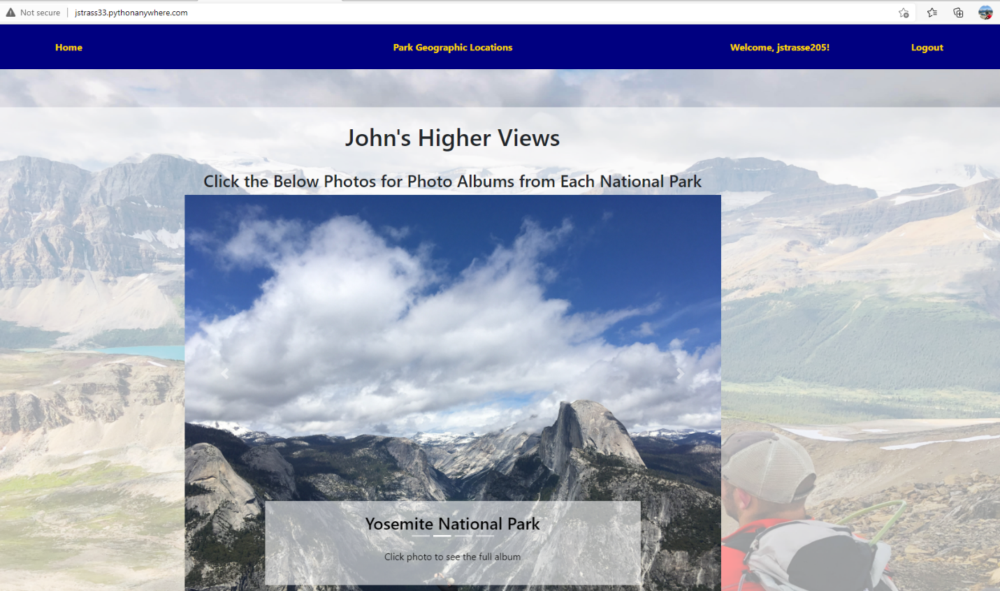 Not secure | jstrass33.pythonanywhere.com
Home Park Geographic Locations Welcome, jstrasse205! Logout
John's Higher Views
Click the Below Photos for Photo Albums from Each National Park
Yosemite National Park
Click photo to see the full album